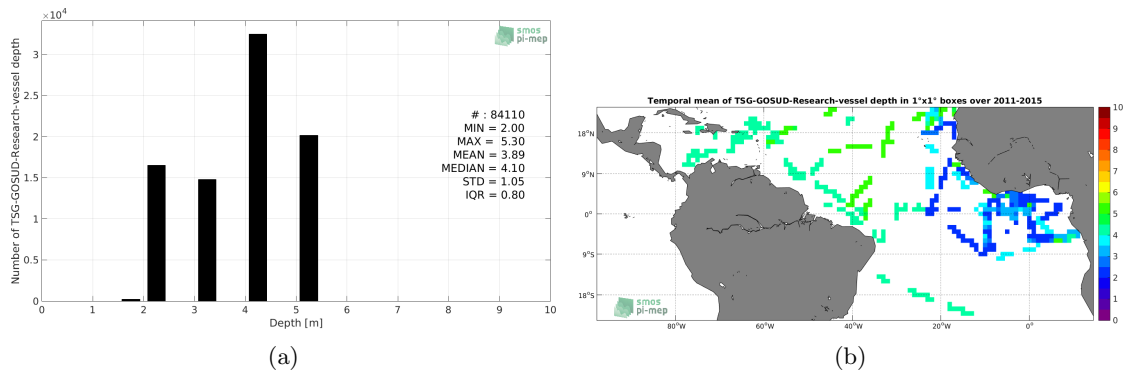 ×10⁴
3.5
3
2.5
2
1.5
1
0.5
0
Number of TSG-GOSUD-Research-vessel depth
smos
pi-mep
# : 84110
MIN = 2.00
MAX = 5.30
MEAN = 3.89
MEDIAN = 4.10
STD = 1.05
IQR = 0.80
0 1 2 3 4 5 6 7 8 9 10
Depth [m]
(a)
Temporal mean of TSG-GOSUD-Research-vessel depth in 1°x1° boxes over 2011-2015
18°N
9°N
0°
9°S
18°S
80°W 60°W 40°W 20°W 0°
smos
pi-mep
10
9
8
7
6
5
4
3
2
1
0
(b)